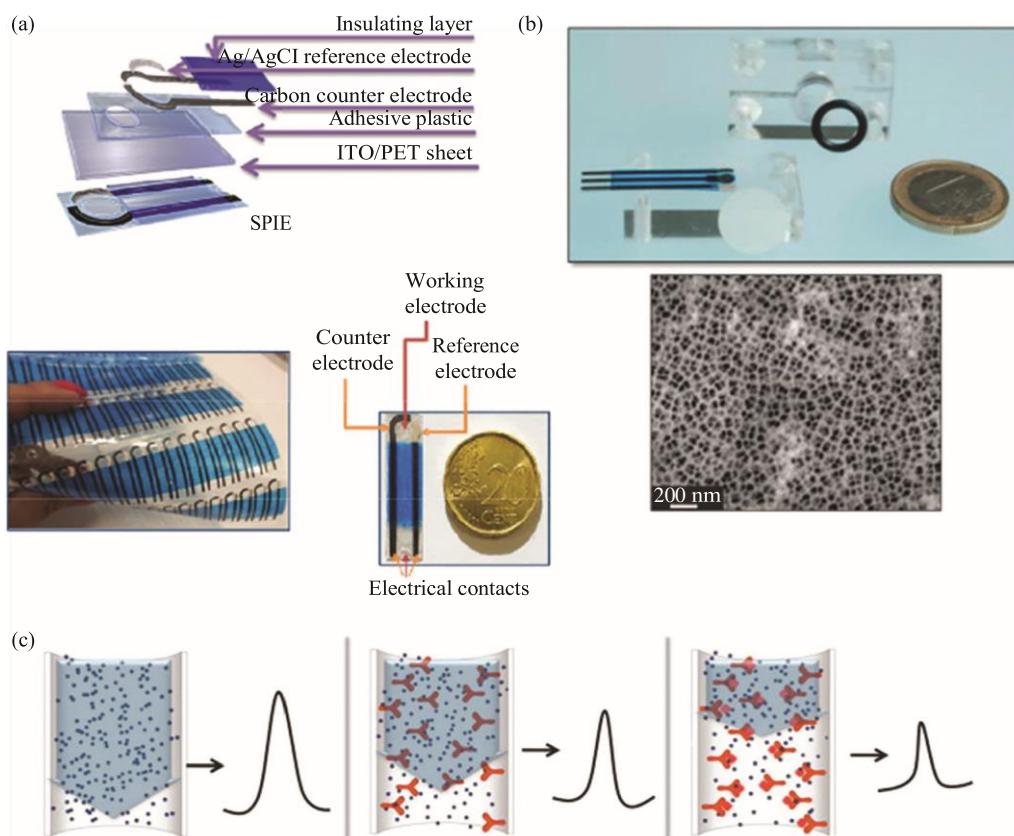 (a)
Insulating layer
Ag/AgCI reference electrode
Carbon counter electrode
Adhesive plastic
ITO/PET sheet
SPIE
(b)
Working
electrode
Counter
electrode
Reference
electrode
20
Cent
Electrical contacts
200 nm
(c)